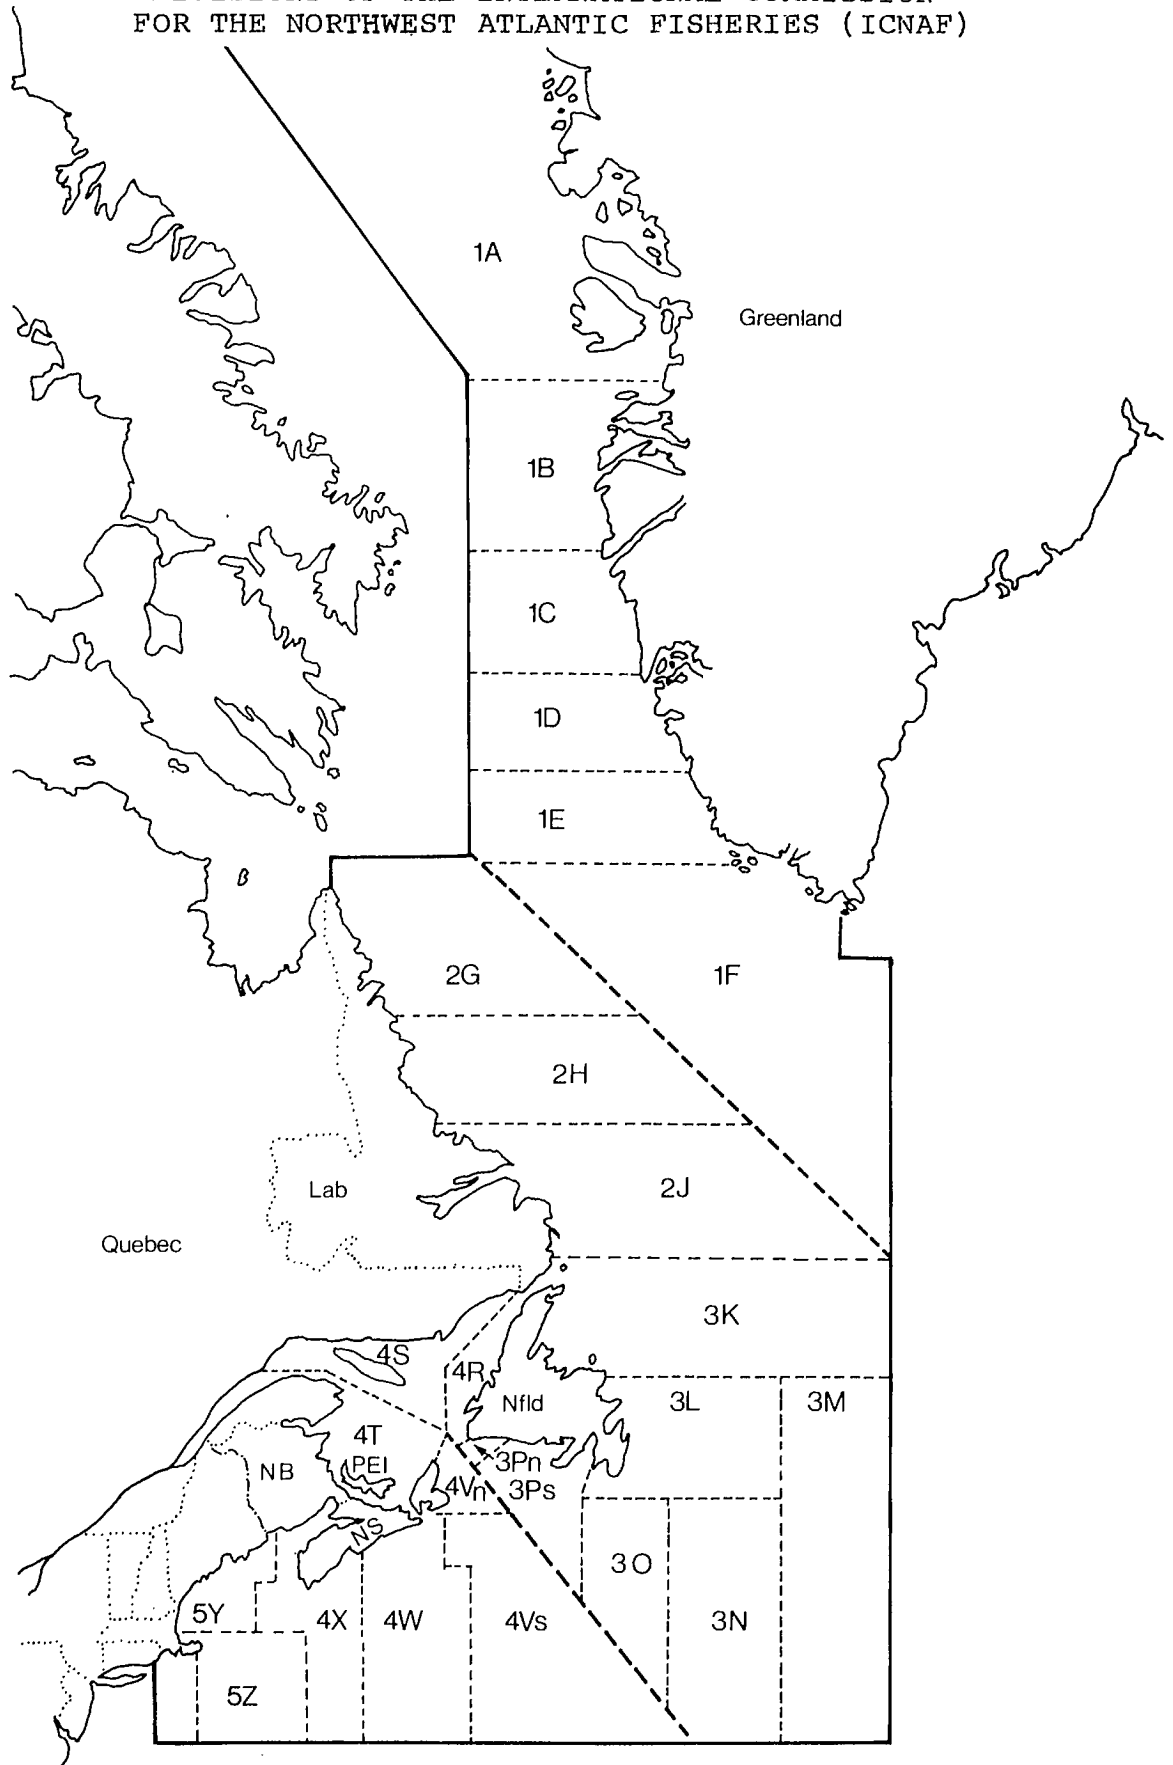 FOR THE NORTHWEST ATLANTIC FISHERIES (ICNAF)
1A
Greenland
1B
1C
1D
1E
2G
1F
2H
Lab
2J
Quebec
3K
4S
4R
Nfld
3L
3M
4T
PEI
NB
3Pn
4Vn
3Ps
NS
3O
5Y
4X
4W
4Vs
3N
5Z